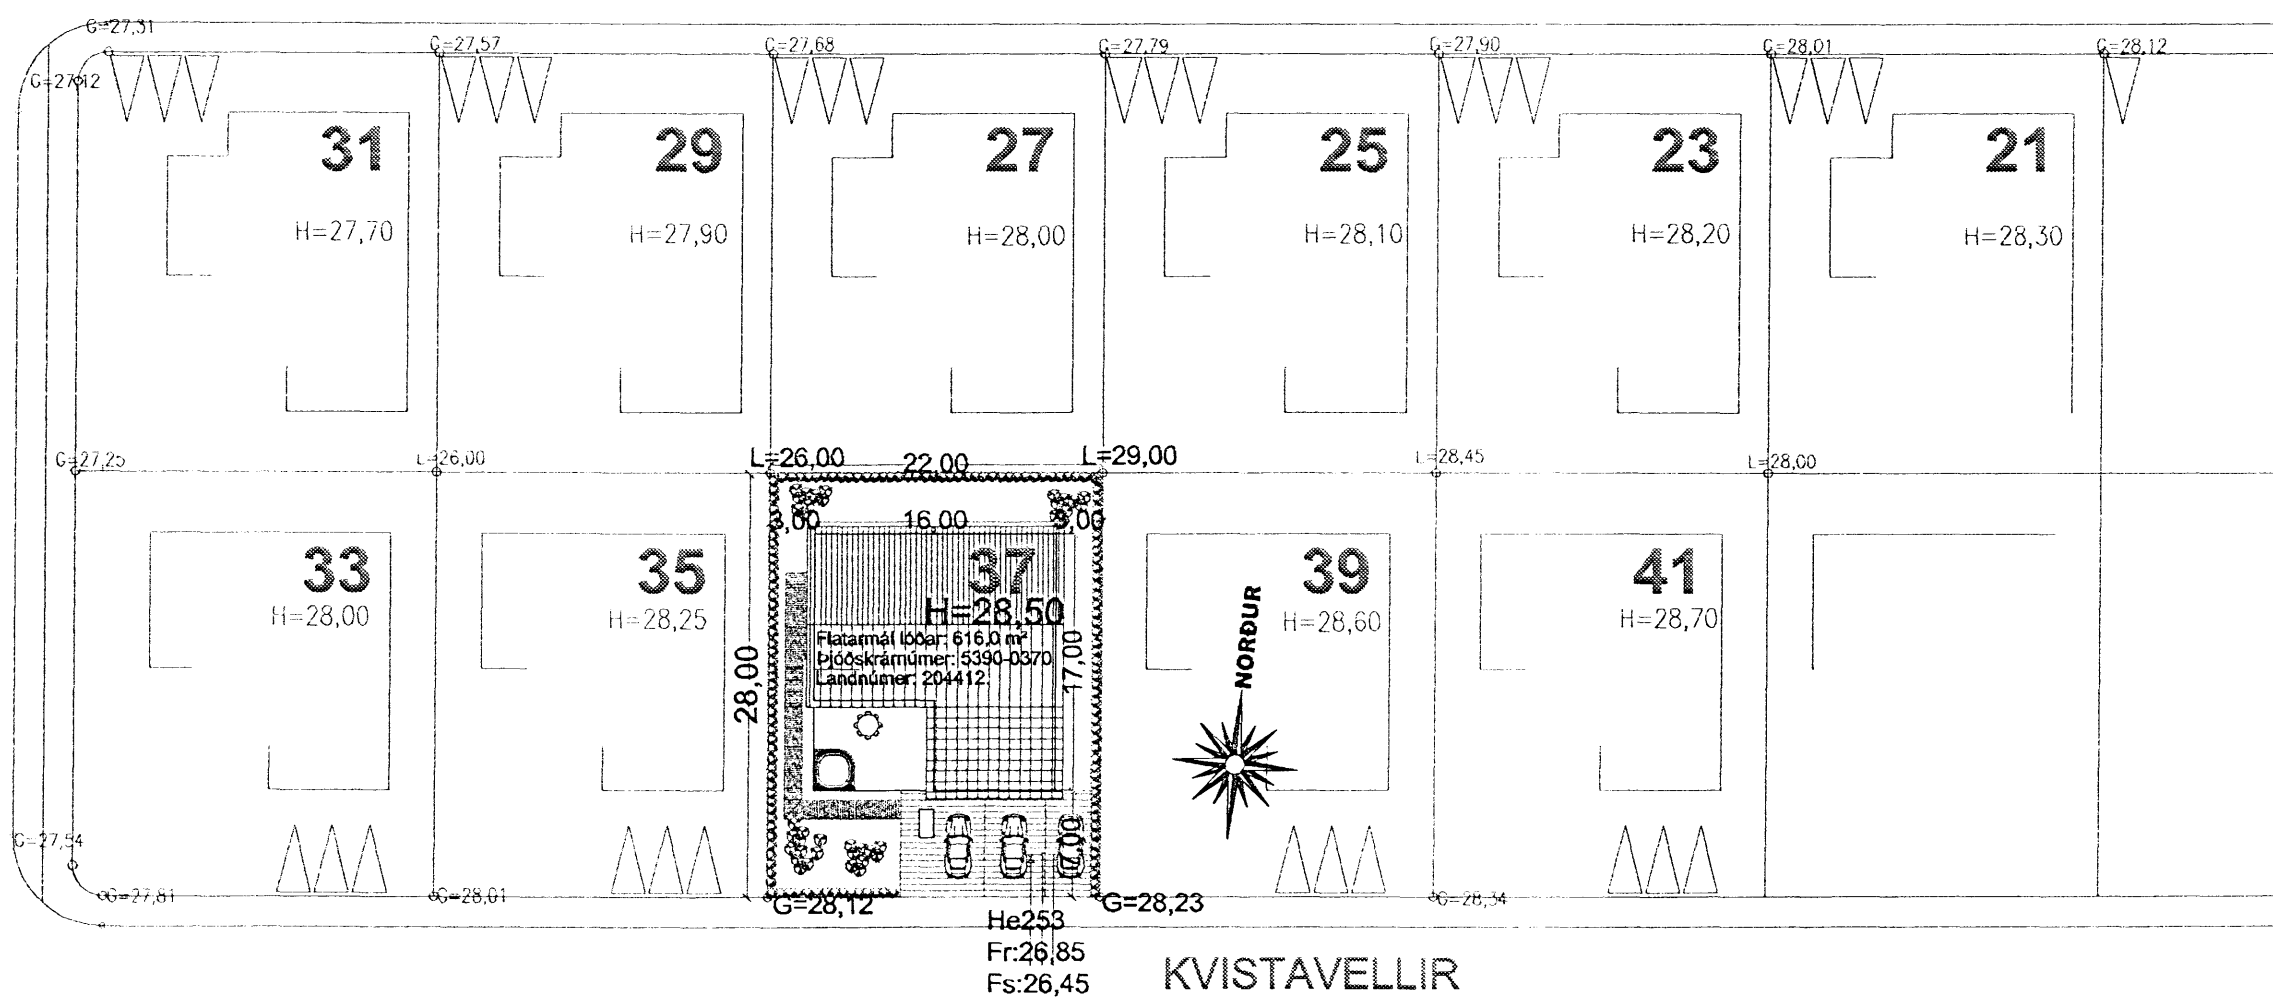 G=27,31
G=27,57
G=27,68
G=27,79
G=27,90
G=28,01
G=28,12
G=27,12
31
29
27
25
23
21
H=27,70
H=27,90
H=28,00
H=28,10
H=28,20
H=28,30
G=27,25
L=26,00
L=26,00
22,00
L=29,00
L=28,45
L=28,00
3,00
16,00
3,00
33
35
37
39
41
H=28,00
H=28,25
H=28,50
H=28,60
H=28,70
Flatarmál lóðar: 616,0 m²
Þjóðskrárnúmer: 5390-0370
Landnúmer: 204412.
28,00
17,00
NORÐUR
7,00
G=27,54
G=27,81
G=28,01
G=28,12
G=28,23
G=28,34
He253
Fr:26,85
Fs:26,45
KVISTAVELLIR